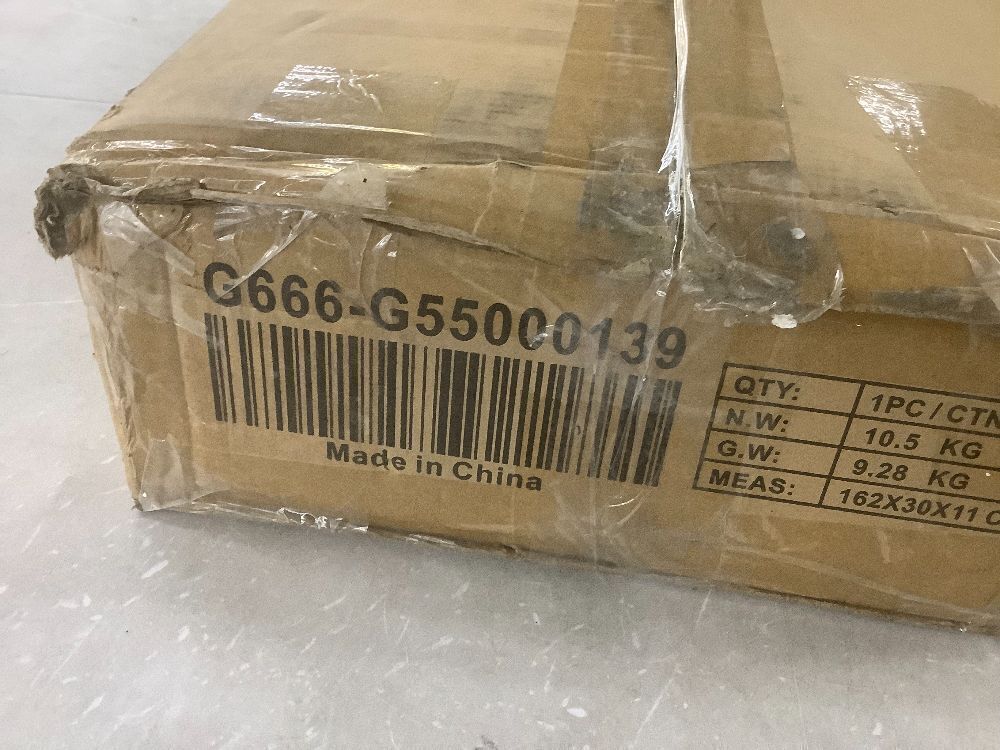 G666-G55000139
Made in China
QTY: 1PC / CTN
N.W: 10.5 KG
G.W: 9.28 KG
MEAS: 162X30X11 C